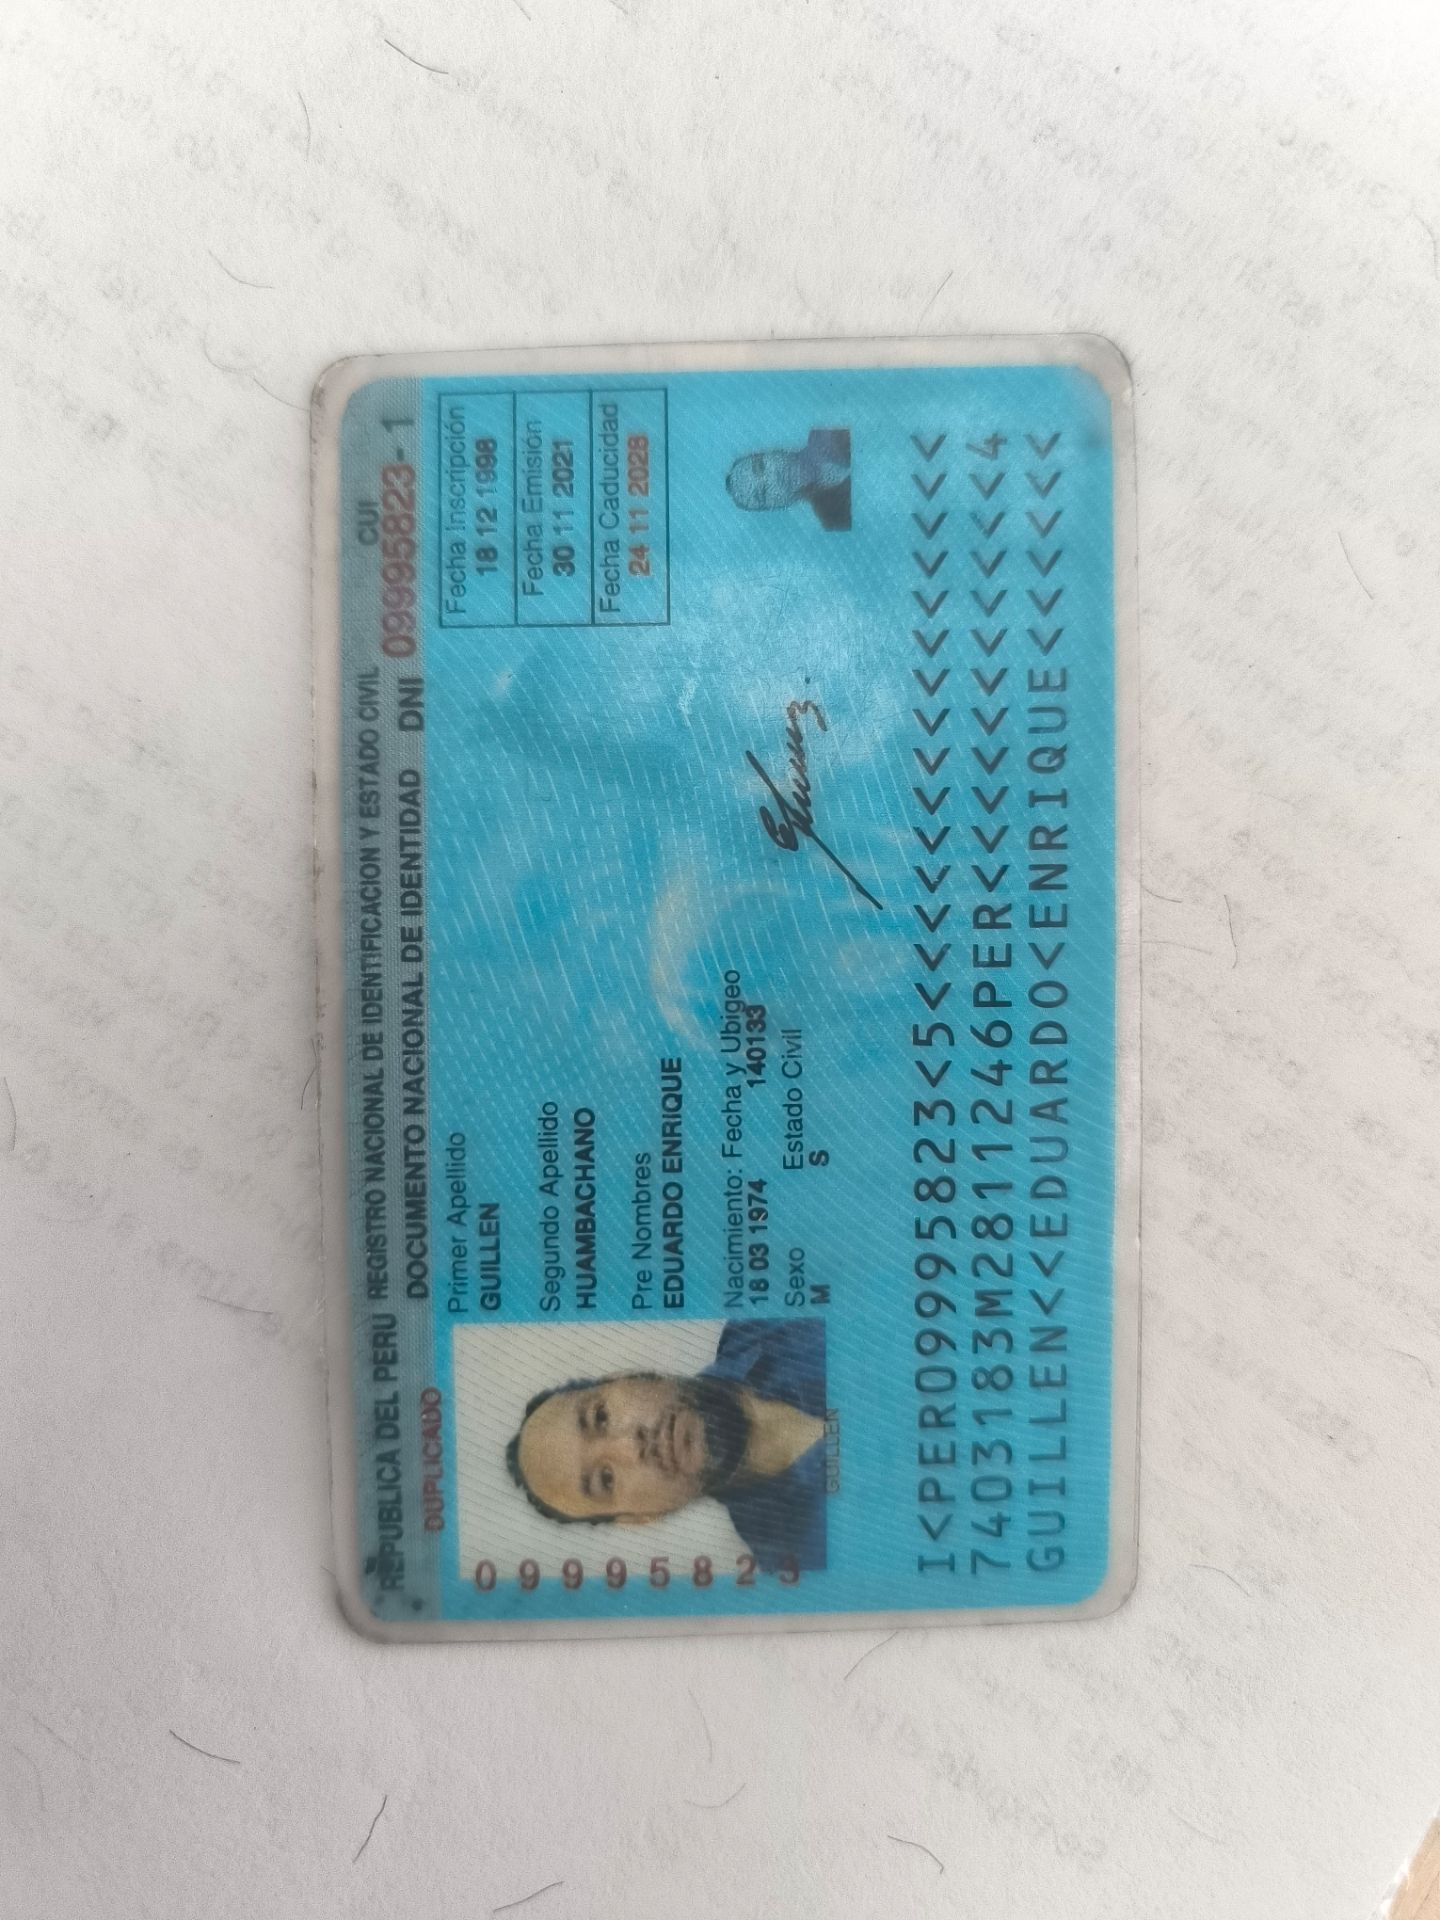 REPUBLICA DEL PERU REGISTRO NACIONAL DE IDENTIFICACION Y ESTADO CIVIL CUI
DOCUMENTO NACIONAL DE IDENTIDAD DNI 09995823-1
DUPLICADO
Primer Apellido
GUILLEN
Segundo Apellido
HUAMBACHANO
Pre Nombres
EDUARDO ENRIQUE
Nacimiento: Fecha y Ubigeo
18 03 1974 140133
Sexo Estado Civil
M S
Fecha Inscripción
18 12 1998
Fecha Emisión
30 11 2021
Fecha Caducidad
24 11 2028
09995823
GUILLEN
I<PER09995823<5<<<<<<<<<<<<<<<
7403183M2811246PER<<<<<<<<<<<4
GUILLEN<<EDUARDO<ENRIQUE<<<<<<